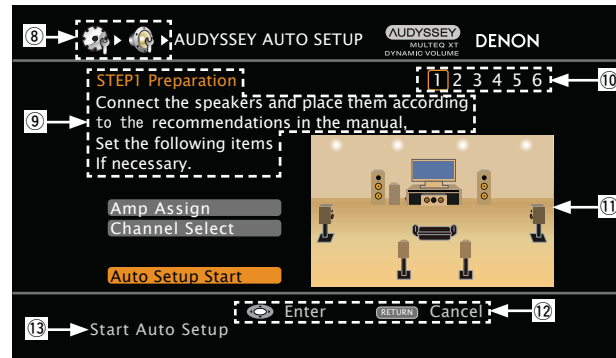 ⑧ AUDYSSEY AUTO SETUP AUDYSSEY MULTEQ XT DYNAMIC VOLUME DENON
STEP1 Preparation 1 2 3 4 5 6 ⑩
⑨ Connect the speakers and place them according
to the recommendations in the manual.
Set the following items
If necessary.
⑪
Amp Assign
Channel Select
Auto Setup Start
Enter RETURN Cancel ⑫
⑬ Start Auto Setup